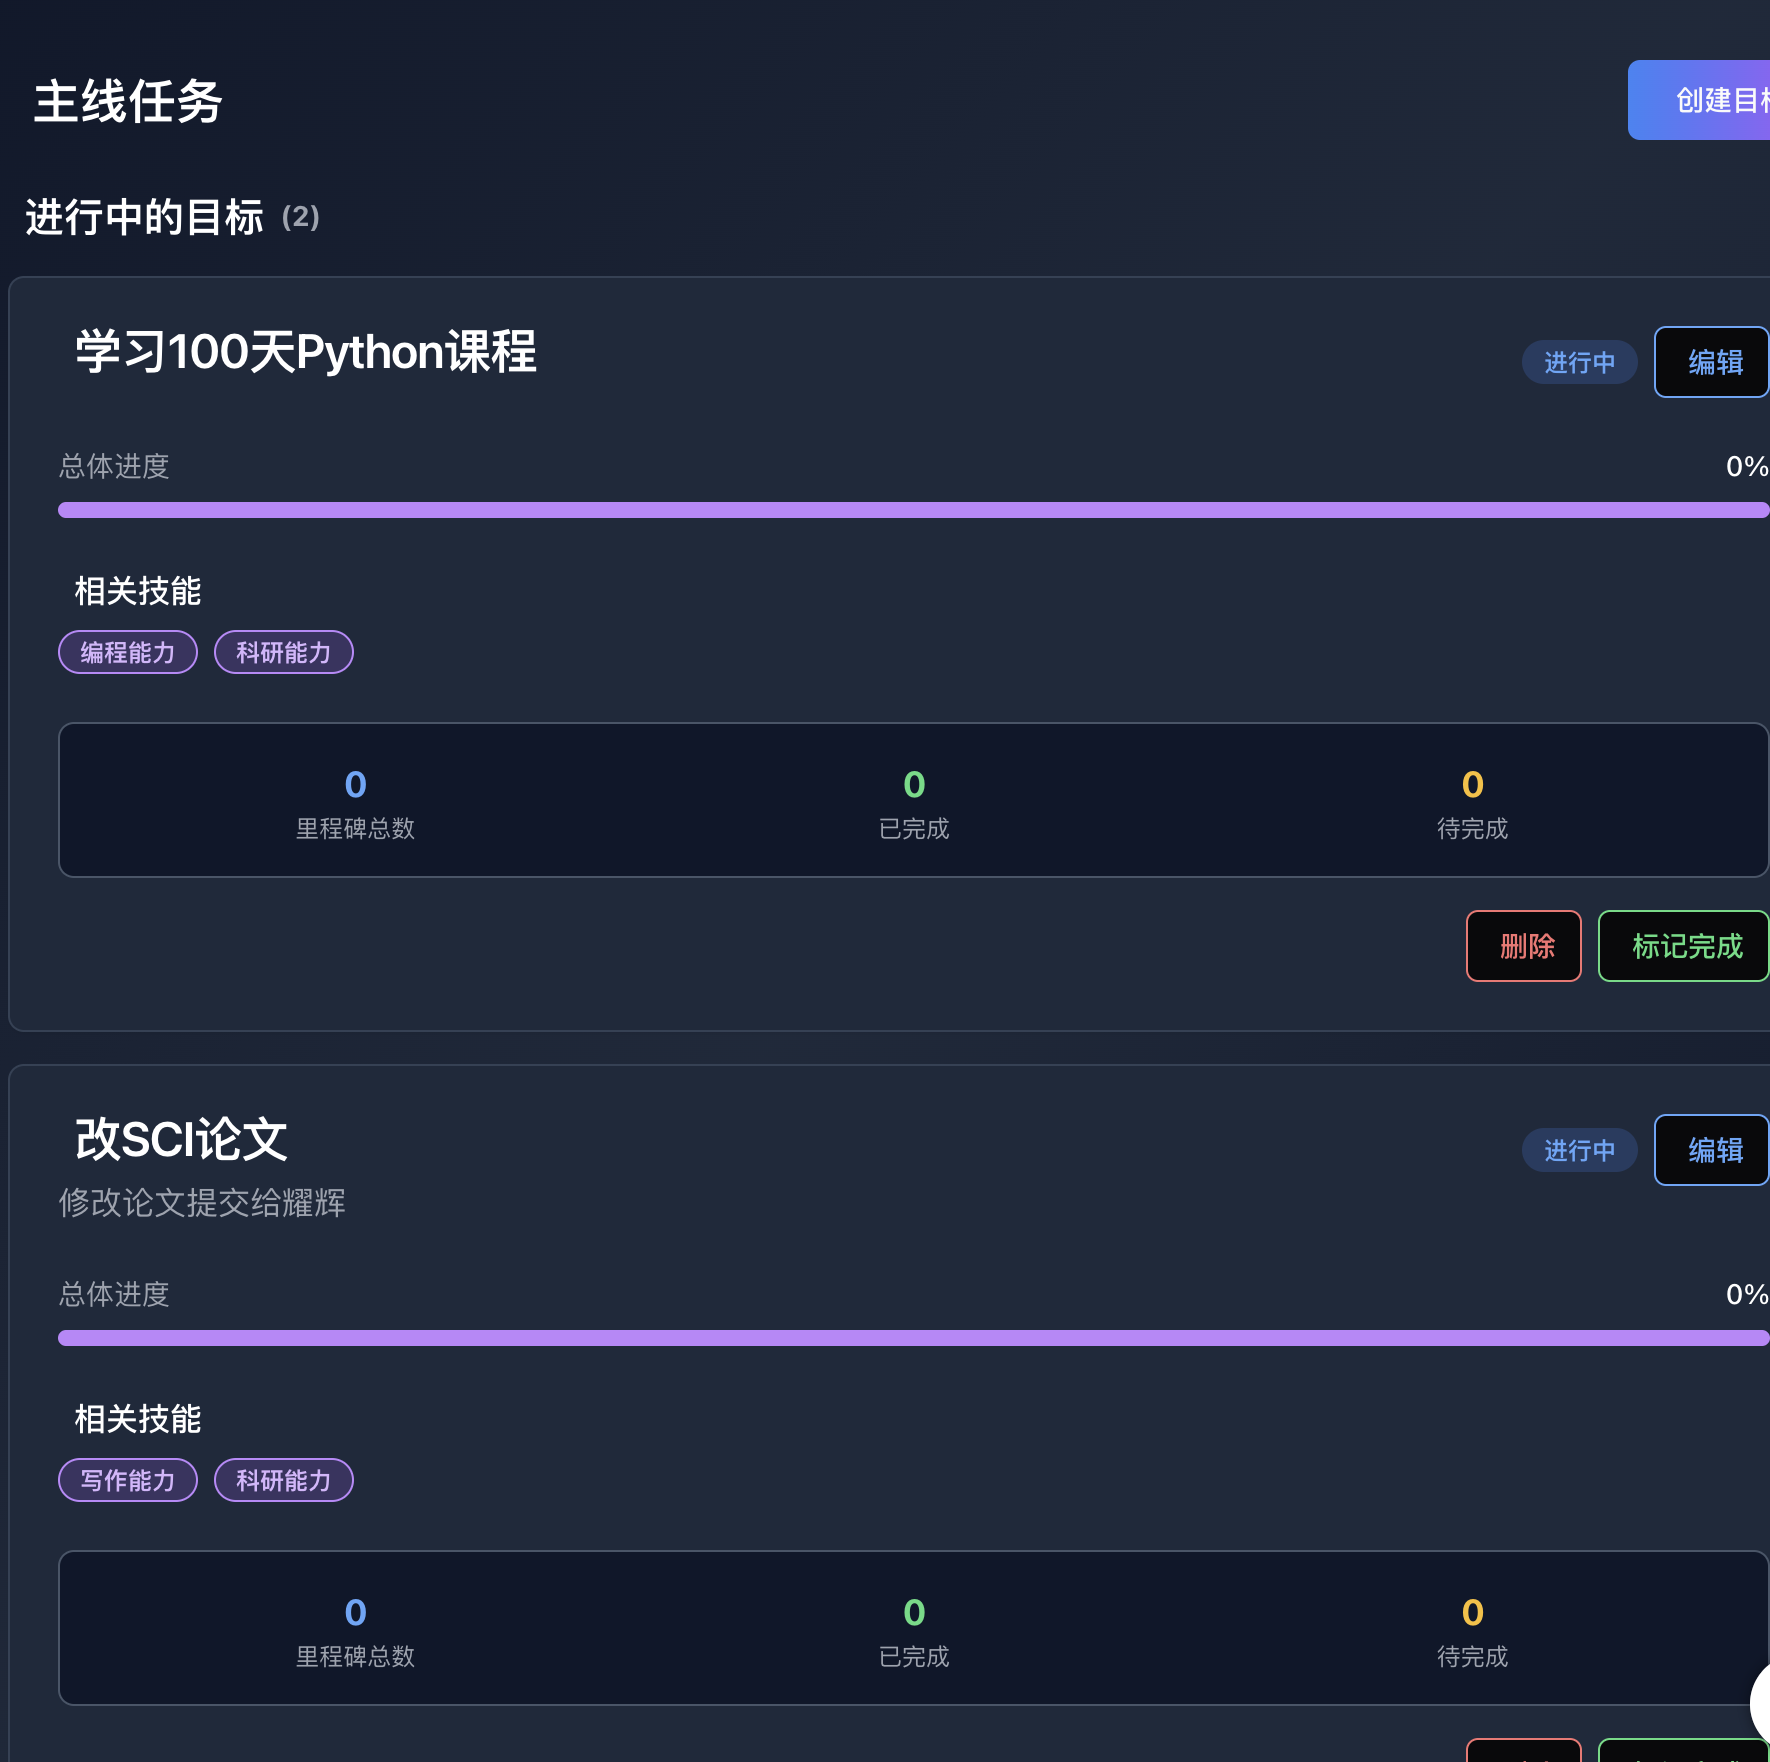 主线任务
创建目标
进行中的目标 (2)
学习100天Python课程
进行中
编辑
总体进度
0%
相关技能
编程能力
科研能力
0
里程碑总数
0
已完成
0
待完成
删除
标记完成
改SCI论文
修改论文提交给耀辉
进行中
编辑
总体进度
0%
相关技能
写作能力
科研能力
0
里程碑总数
0
已完成
0
待完成